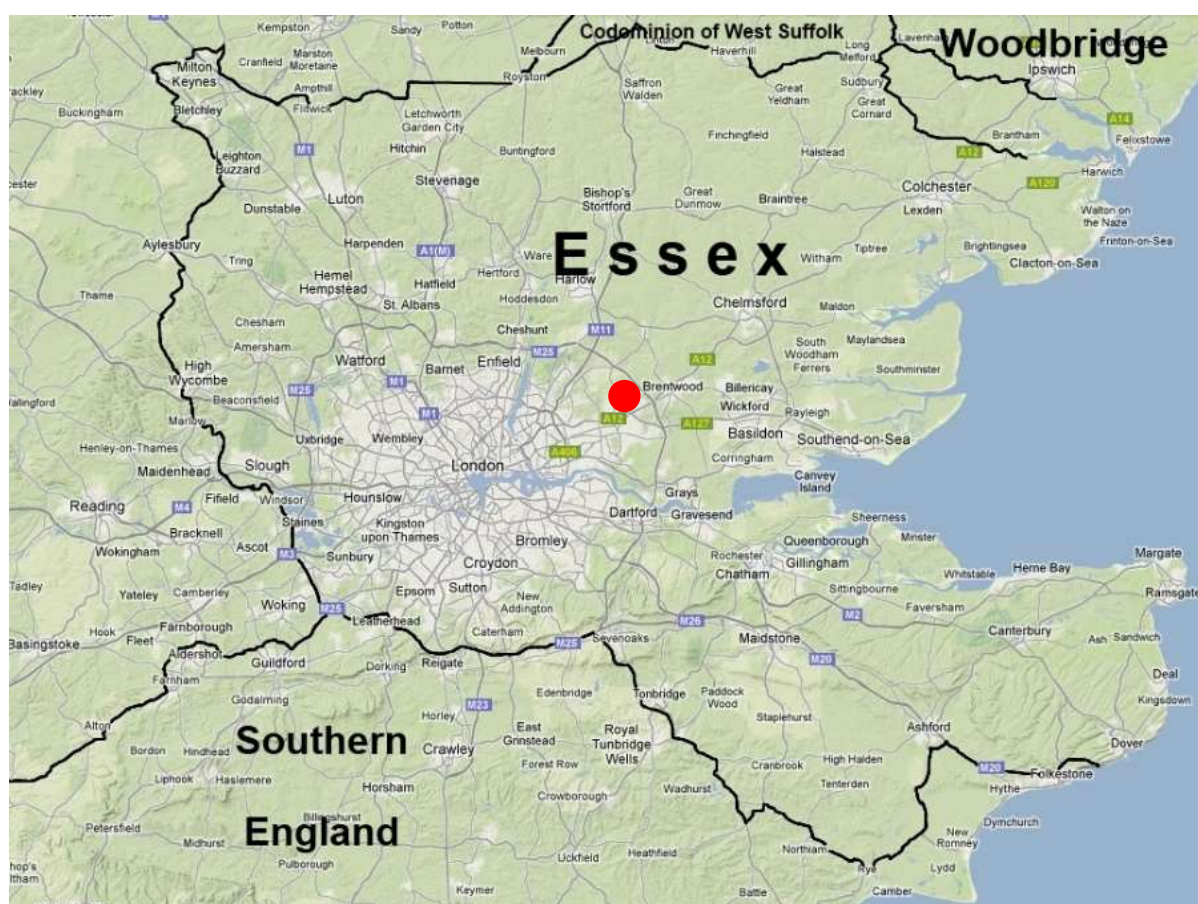 Kempston
Sandy
Potton
Codominion of West Suffolk
Woodbridge
Milton
Keynes
Cranfield
Marston
Moretaine
Ampthill
Flitwick
Melbourn
Royston
Haverhill
Long
Melford
Lavenham
Ipswich
Buckingham
Bletchley
Letchworth
Garden City
Saffron
Walden
Great
Yeldham
Sudbury
Great
Cornard
A14
Felixstowe
Brantham
Finchingfield
Halstead
A12
Harwich
A120
M1
Hitchin
Buntingford
Leighton
Buzzard
Stevenage
Luton
Dunstable
Bishop's
Stortford
Great
Dunmow
Braintree
Colchester
Lexden
Walton on
the Naze
Frinton-on-Sea
Aylesbury
Tring
Harpenden
A1(M)
Ware
Essex
Witham
Tiptree
Brightlingsea
Clacton-on-Sea
Thame
Hemel
Hempstead
Hatfield
Hertford
Harlow
St. Albans
Hoddesdon
Chelmsford
Maldon
Chesham
Amersham
Cheshunt
M11
Watford
Barnet
Enfield
M25
A12
South
Woodham
Ferrers
Maylandsea
Southminster
High
Wycombe
Beaconsfield
M25
M1
M1
Brentwood
Billericay
Wickford
Rayleigh
Marlow
A12
A127
Basildon
Southend-on-Sea
Henley-on-Thames
Uxbridge
Wembley
A406
Corringham
Maidenhead
Slough
London
Canvey
Island
Reading
M4
Fifield
Windsor
Hounslow
Grays
Dartford
Gravesend
Sheerness
Bracknell
Wokingham
Ascot
Staines
Kingston
upon Thames
Bromley
Queenborough
Minster
M3
Sunbury
Croydon
Rochester
Chatham
Gillingham
Margate
Ramsgate
Tadley
Yateley
Camberley
Woking
Epsom
Sutton
New
Addington
Sittingbourne
Whitstable
Herne Bay
Faversham
Hook
Fleet
Farnborough
M25
Leatherhead
Caterham
M25
Sevenoaks
M26
Maidstone
M2
Canterbury
Ash
Sandwich
Basingstoke
Aldershot
Farnham
Guildford
Dorking
Reigate
M20
Deal
Kingsdown
Godalming
M23
Edenbridge
Tonbridge
Paddock
Wood
Staplehurst
Alton
Horley
East
Grinstead
Royal
Tunbridge
Wells
Ashford
Dover
Bordon
Hindhead
Southern
Crawley
Forest Row
Cranbrook
High Halden
Tenterden
M20
Folkestone
Hythe
Liphook
Haslemere
Horsham
Crowborough
Wadhurst
Dymchurch
Billingshurst
England
Petersfield
Midhurst
Pulborough
Uckfield
Heathfield
Northiam
New
Romney
Rye
Lydd
Keymer
Battle
Camber